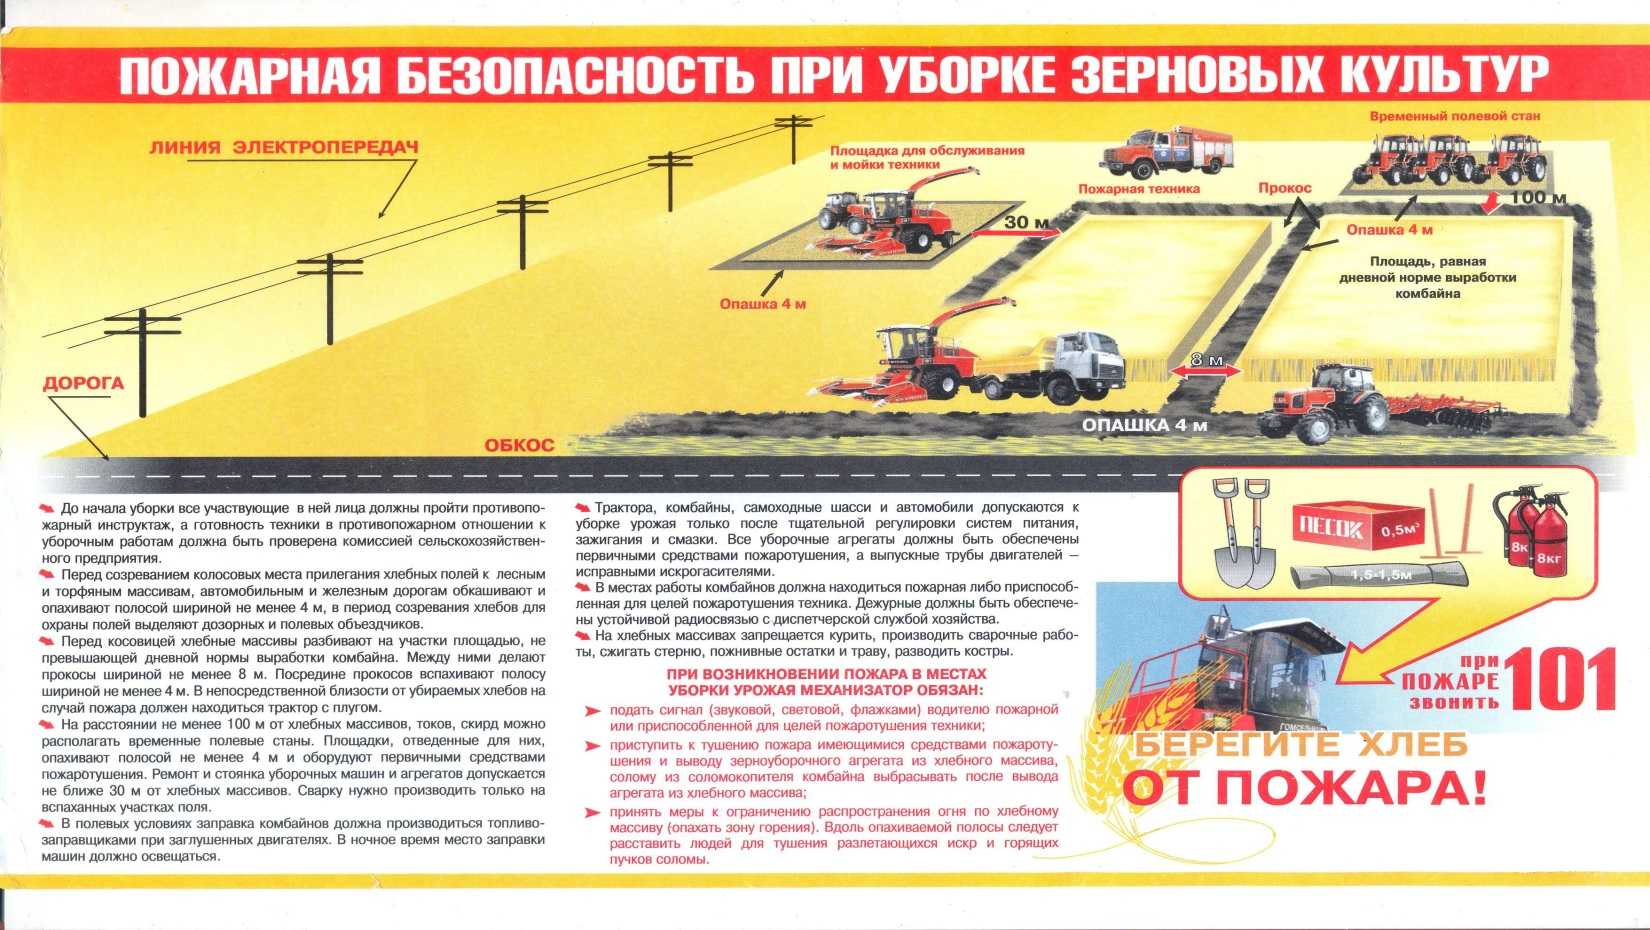 ПОЖАРНАЯ БЕЗОПАСНОСТЬ ПРИ УБОРКЕ ЗЕРНОВЫХ КУЛЬТУР
ЛИНИЯ ЭЛЕКТРОПЕРЕДАЧ
Площадка для обслуживания
и мойки техники
Пожарная техника
Временный полевой стан
Прокос
100 м
30 м
Опашка 4 м
Опашка 4 м
Площадь, равная
дневной норме выработки
комбайна
8 м
ДОРОГА
ОПАШКА 4 м
ОБКОС
До начала уборки все участвующие в ней лица должны пройти противопо-
жарный инструктаж, а готовность техники в противопожарном отношении к
уборочным работам должна быть проверена комиссией сельскохозяйствен-
ного предприятия.
Перед созреванием колосовых места прилегания хлебных полей к лесным
и торфяным массивам, автомобильным и железным дорогам обкашивают и
опахивают полосой шириной не менее 4 м, в период созревания хлебов для
охраны полей выделяют дозорных и полевых объездчиков.
Перед косовицей хлебные массивы разбивают на участки площадью, не
превышающей дневной нормы выработки комбайна. Между ними делают
прокосы шириной не менее 8 м. Посредине прокосов вспахивают полосу
шириной не менее 4 м. В непосредственной близости от убираемых хлебов на
случай пожара должен находиться трактор с плугом.
На расстоянии не менее 100 м от хлебных массивов, токов, скирд можно
располагать временные полевые станы. Площадки, отведенные для них,
опахивают полосой не менее 4 м и оборудуют первичными средствами
пожаротушения. Ремонт и стоянка уборочных машин и агрегатов допускается
не ближе 30 м от хлебных массивов. Сварку нужно производить только на
вспаханных участках поля.
В полевых условиях заправка комбайнов должна производиться топливо-
заправщиками при заглушенных двигателях. В ночное время место заправки
машин должно освещаться.
Трактора, комбайны, самоходные шасси и автомобили допускаются к
уборке урожая только после тщательной регулировки систем питания,
зажигания и смазки. Все уборочные агрегаты должны быть обеспечены
первичными средствами пожаротушения, а выпускные трубы двигателей –
исправными искрогасителями.
В местах работы комбайнов должна находиться пожарная либо приспособ-
ленная для целей пожаротушения техника. Дежурные должны быть обеспече-
ны устойчивой радиосвязью с диспетчерской службой хозяйства.
На хлебных массивах запрещается курить, производить сварочные рабо-
ты, сжигать стерню, пожнивные остатки и траву, разводить костры.
ПРИ ВОЗНИКНОВЕНИИ ПОЖАРА В МЕСТАХ
УБОРКИ УРОЖАЯ МЕХАНИЗАТОР ОБЯЗАН:
подать сигнал (звуковой, световой, флажками) водителю пожарной
или приспособленной для целей пожаротушения техники;
приступить к тушению пожара имеющимися средствами пожароту-
шения и выводу зерноуборочного агрегата из хлебного массива,
солому из соломокопителя комбайна выбрасывать после вывода
агрегата из хлебного массива;
принять меры к ограничению распространения огня по хлебному
массиву (опахать зону горения). Вдоль опахиваемой полосы следует
расставить людей для тушения разлетающихся искр и горящих
пучков соломы.
ПЕСОК 0,5м³
1,5-1,5м
8к
8кг
при
ПОЖАРЕ
звонить
101
ГОМСЕЛЬМАШ
БЕРЕГИТЕ ХЛЕБ
ОТ ПОЖАРА!